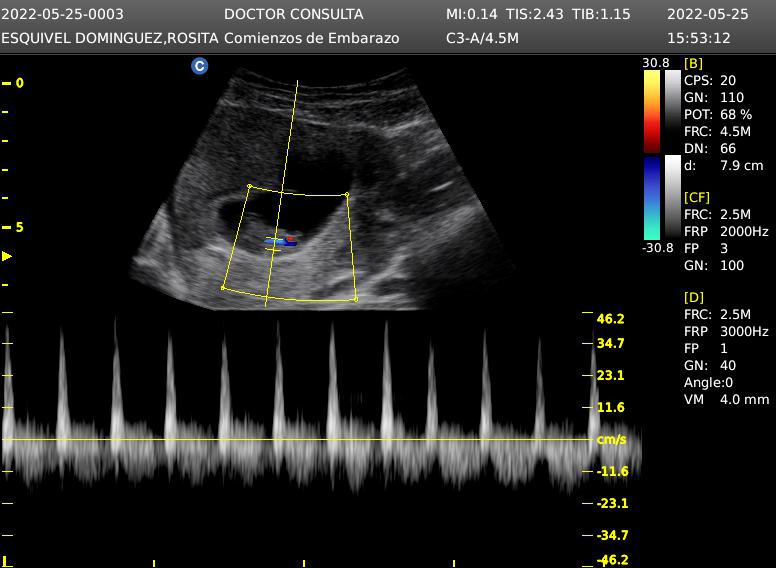 2022-05-25-0003 DOCTOR CONSULTA MI:0.14 TIS:2.43 TIB:1.15 2022-05-25
ESQUIVEL DOMINGUEZ,ROSITA Comienzos de Embarazo C3-A/4.5M 15:53:12
C
0
5
30.8
-30.8
[B]
CPS: 20
GN: 110
POT: 68 %
FRC: 4.5M
DN: 66
d: 7.9 cm
[CF]
FRC: 2.5M
FRP 2000Hz
FP 3
GN: 100
[D]
FRC: 2.5M
FRP 3000Hz
FP 1
GN: 40
Angle:0
VM 4.0 mm
46.2
34.7
23.1
11.6
cm/s
-11.6
-23.1
-34.7
-46.2